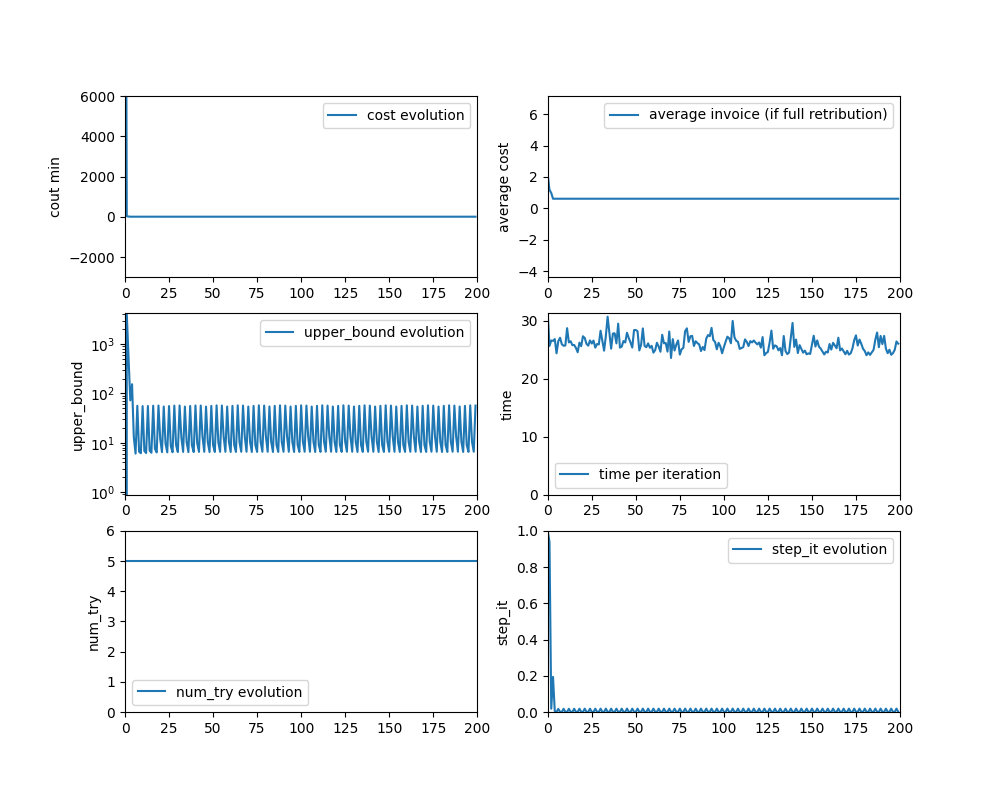 6000
4000
2000
0
−2000
cout min
cost evolution
0 25 50 75 100 125 150 175 200
6
4
2
0
−2
−4
average cost
average invoice (if full retribution)
0 25 50 75 100 125 150 175 200
10³
10²
10¹
10⁰
upper_bound
upper_bound evolution
0 25 50 75 100 125 150 175 200
30
20
10
0
time
time per iteration
0 25 50 75 100 125 150 175 200
6
5
4
3
2
1
0
num_try
num_try evolution
0 25 50 75 100 125 150 175 200
1.0
0.8
0.6
0.4
0.2
0.0
step_it
step_it evolution
0 25 50 75 100 125 150 175 200